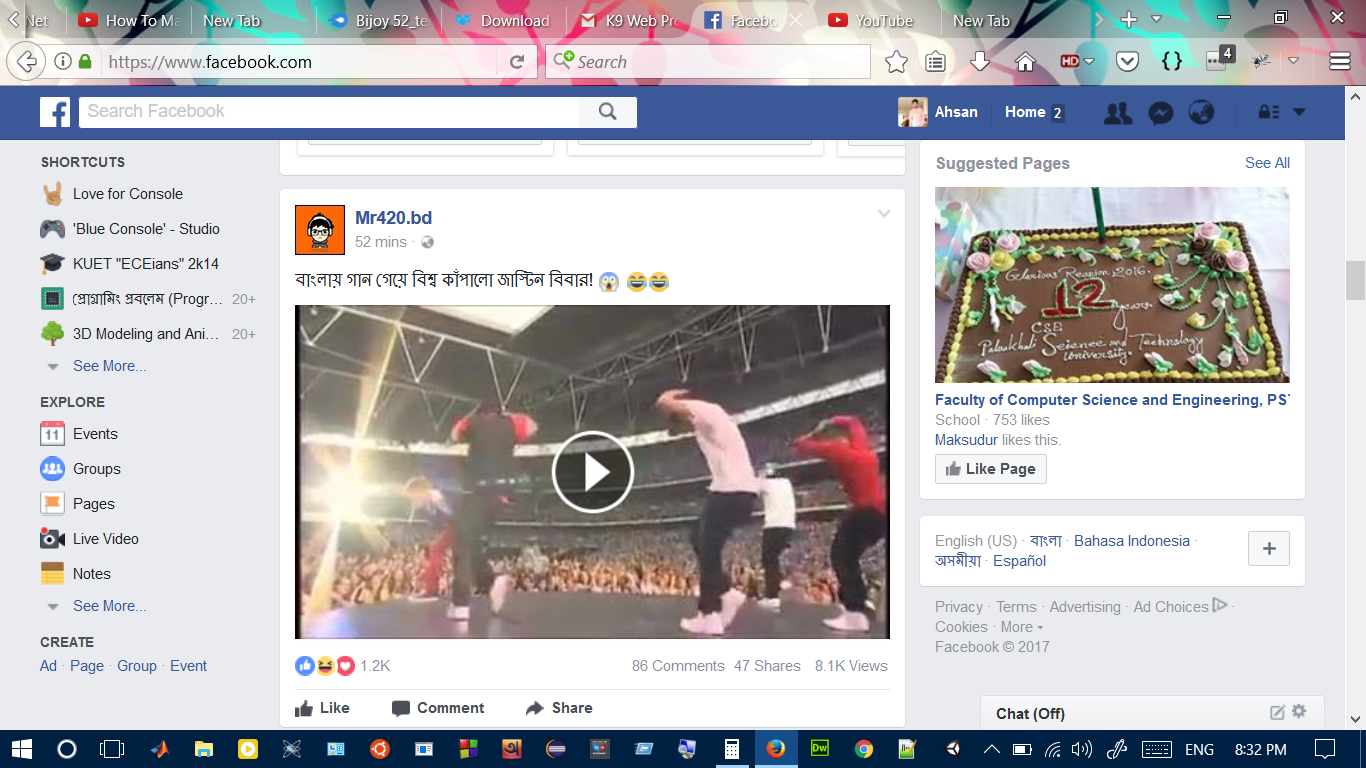 Net
How To Ma
New Tab
Bijoy 52_te
Download
K9 Web Pro
Facebo
YouTube
New Tab
https://www.facebook.com
Search
HD
4
Search Facebook
Ahsan
Home 2
SHORTCUTS
Love for Console
'Blue Console' - Studio
KUET "ECEians" 2k14
প্রোগ্রামিং প্রবলেম (Progr... 20+
3D Modeling and Ani... 20+
See More...
EXPLORE
11 Events
Groups
Pages
Live Video
Notes
See More...
CREATE
Ad · Page · Group · Event
Mr420.bd
52 mins ·
বাংলায় গান গেয়ে বিশ্ব কাঁপালো জাস্টিন বিবার! 😱 😂😂
1.2K
86 Comments 47 Shares 8.1K Views
Like Comment Share
Suggested Pages See All
Glorious Reunion 2016.
12
years
CSE
Patuakhali Science and Technology
University.
Faculty of Computer Science and Engineering, PST
School · 753 likes
Maksudur likes this.
Like Page
English (US) · বাংলা · Bahasa Indonesia ·
অসমীয়া · Español
Privacy · Terms · Advertising · Ad Choices ·
Cookies · More
Facebook © 2017
Chat (Off)
Dw
ENG 8:32 PM